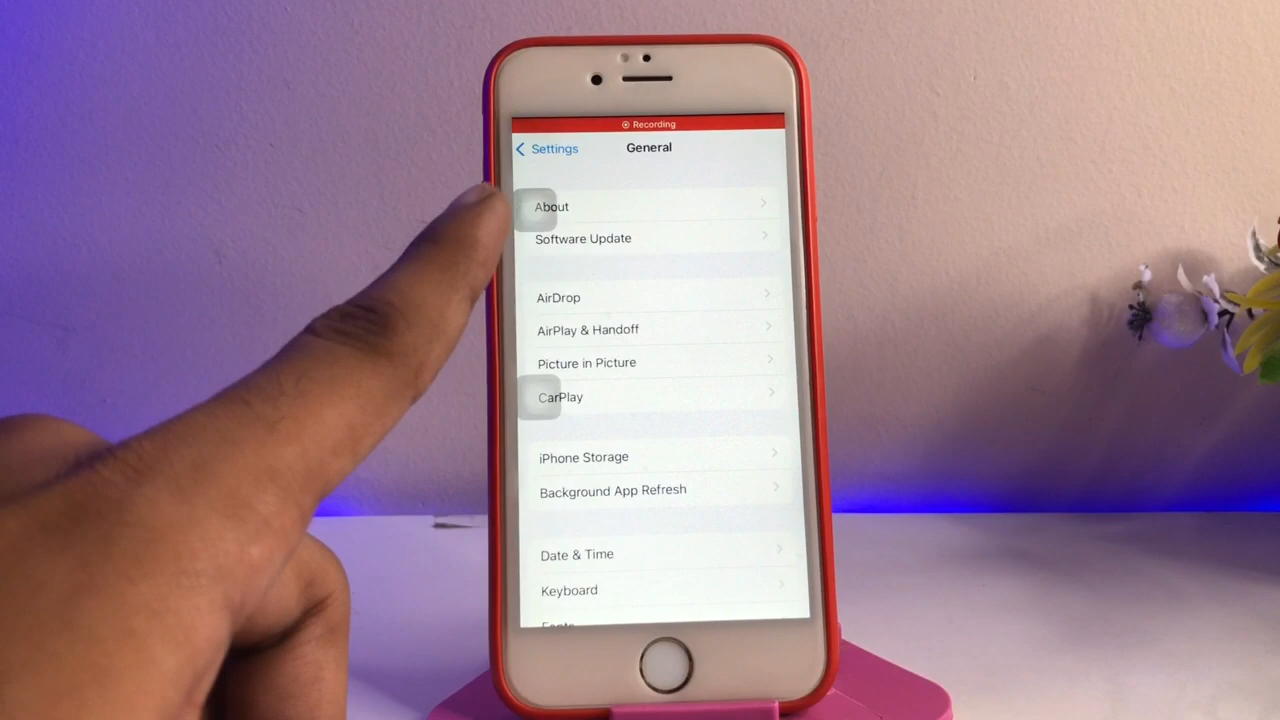 Recording
Settings
General
About
Software Update
AirDrop
AirPlay & Handoff
Picture in Picture
CarPlay
iPhone Storage
Background App Refresh
Date & Time
Keyboard
Fonts